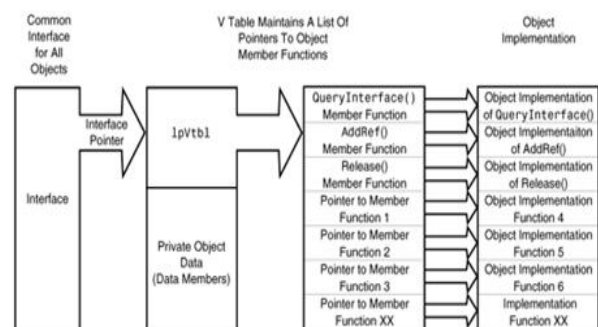 Common
Interface
for All
Objects
V Table Maintains A List Of
Pointers To Object
Member Functions
Object
Implementation
Interface
Interface
Pointer
lpVtbl
Private Object
Data
(Data Members)
QueryInterface()
Member Function
AddRef()
Member Function
Release()
Member Function
Pointer to Member
Function 1
Pointer to Member
Function 2
Pointer to Member
Function 3
Pointer to Member
Function XX
Object Implementation
of QueryInterface()
Object Implementaiton
of AddRef()
Object Implementation
of Release()
Object Implementation
Function 4
Object Implementation
Function 5
Object Implementation
Function 6
Implementation
Function XX